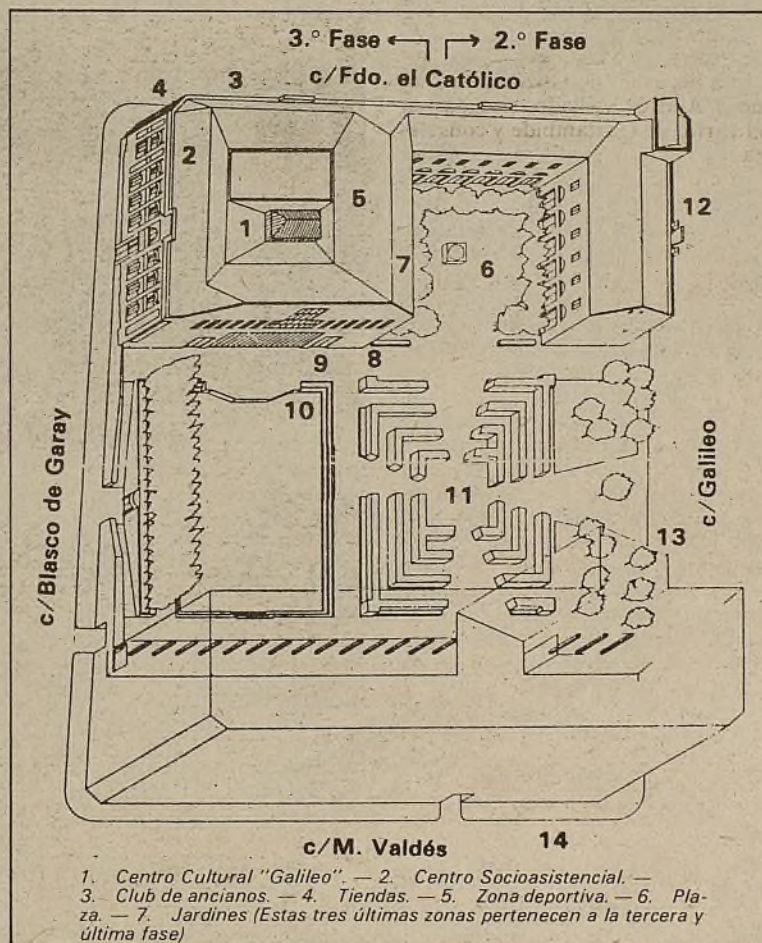 3.° Fase ← → 2.° Fase
c/Fdo. el Católico
4
3
2
5
1
12
7
6
9
8
10
c/Blasco de Garay
11
c/Galileo
13
c/M. Valdés
14
1. Centro Cultural "Galileo". — 2. Centro Socioasistencial. —
3. Club de ancianos. — 4. Tiendas. — 5. Zona deportiva. — 6. Pla-
za. — 7. Jardines (Estas tres últimas zonas pertenecen a la tercera y
última fase)